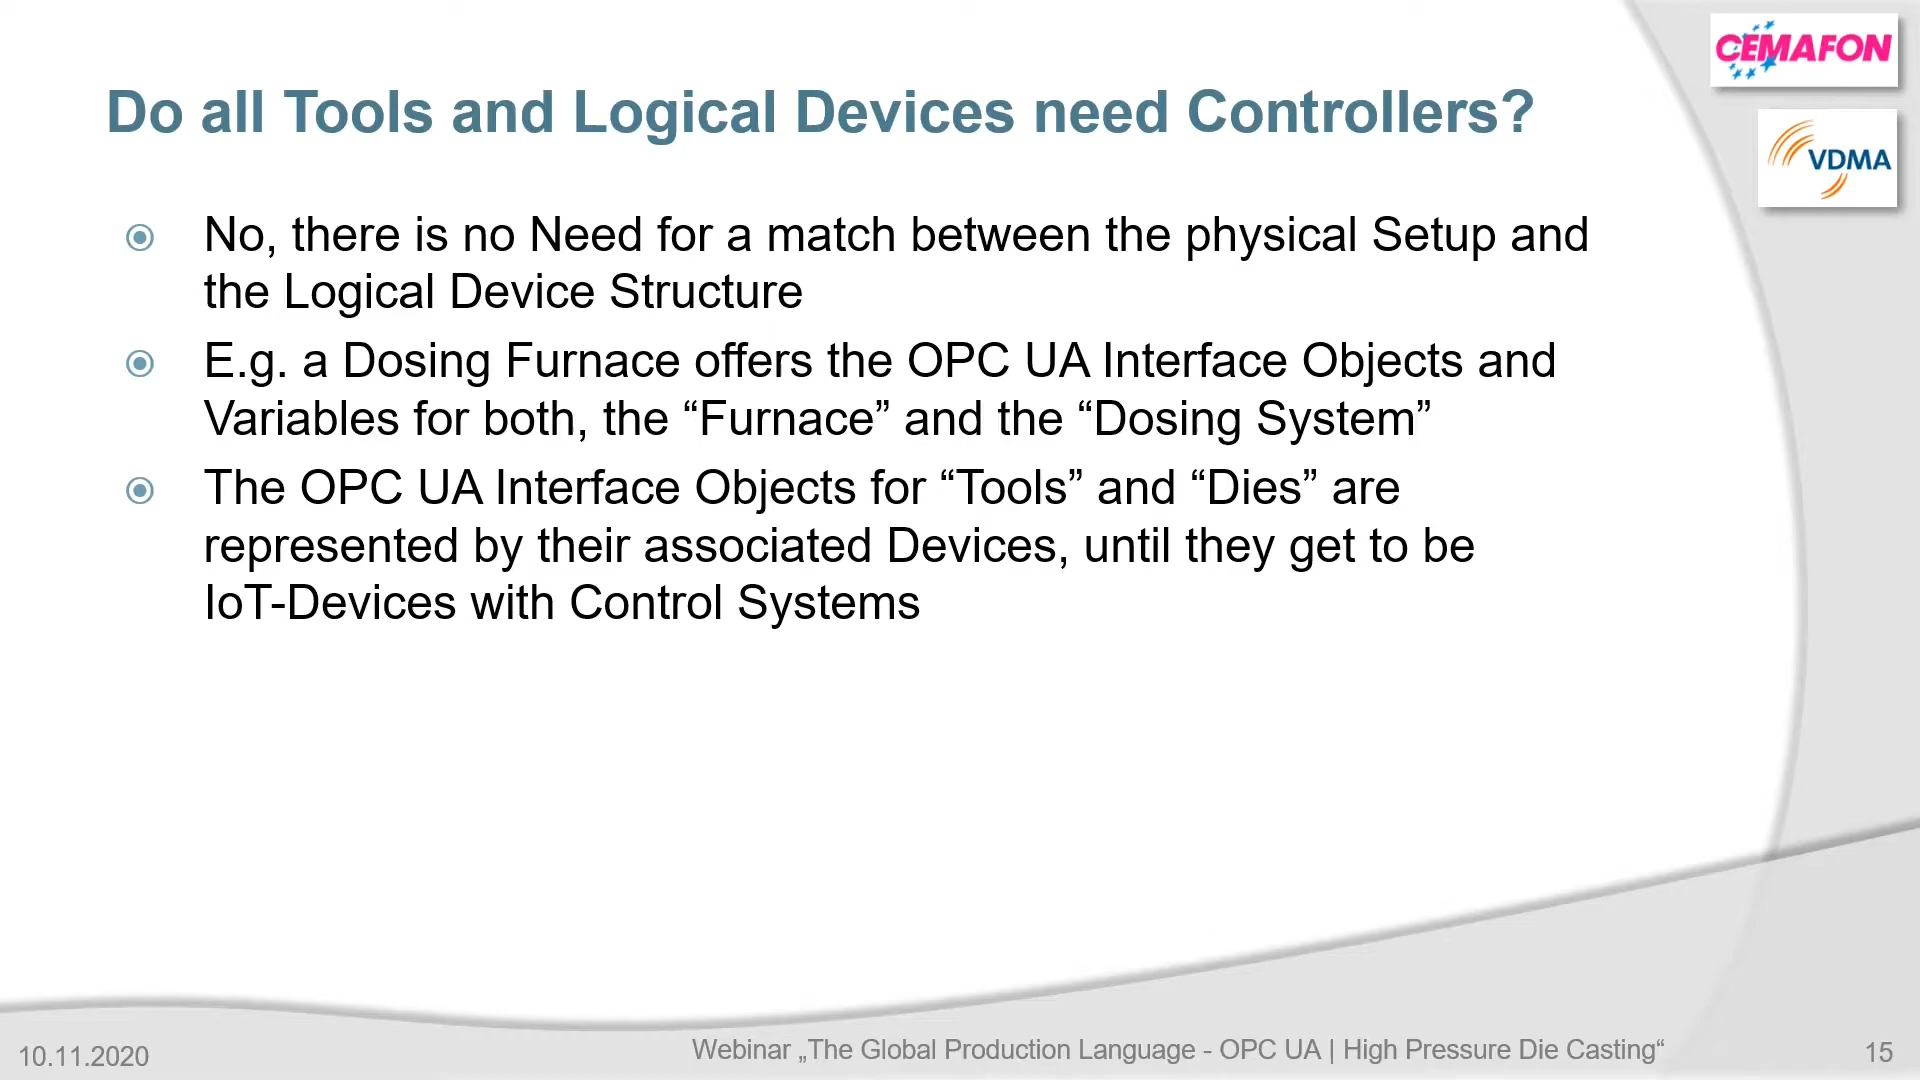 CEMAFON
VDMA
Do all Tools and Logical Devices need Controllers?
No, there is no Need for a match between the physical Setup and
the Logical Device Structure
E.g. a Dosing Furnace offers the OPC UA Interface Objects and
Variables for both, the “Furnace” and the “Dosing System”
The OPC UA Interface Objects for “Tools” and “Dies” are
represented by their associated Devices, until they get to be
IoT-Devices with Control Systems
10.11.2020
Webinar „The Global Production Language - OPC UA | High Pressure Die Casting“
15